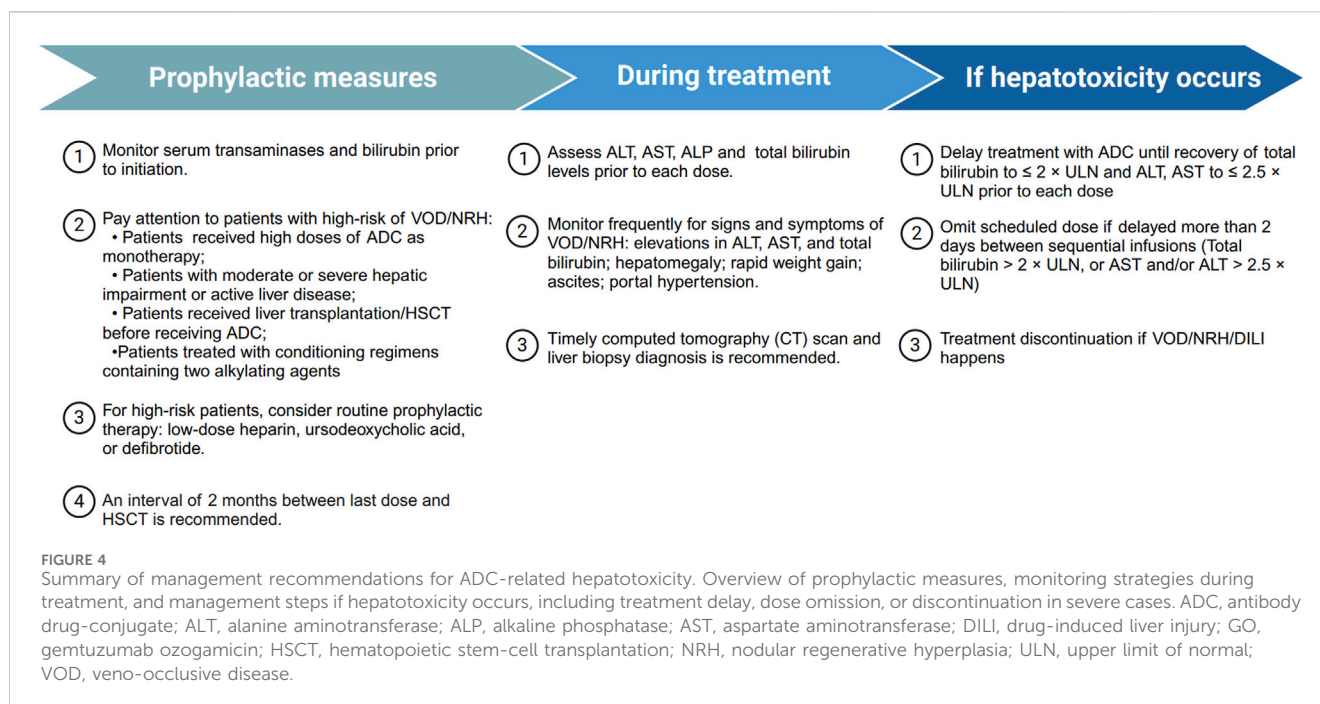 Prophylactic measures
During treatment
If hepatotoxicity occurs
1 Monitor serum transaminases and bilirubin prior
to initiation.
2 Pay attention to patients with high-risk of VOD/NRH:
• Patients received high doses of ADC as
monotherapy;
• Patients with moderate or severe hepatic
impairment or active liver disease;
• Patients received liver transplantation/HSCT
before receiving ADC;
•Patients treated with conditioning regimens
containing two alkylating agents
3 For high-risk patients, consider routine prophylactic
therapy: low-dose heparin, ursodeoxycholic acid,
or defibrotide.
4 An interval of 2 months between last dose and
HSCT is recommended.
1 Assess ALT, AST, ALP and total bilirubin
levels prior to each dose.
2 Monitor frequently for signs and symptoms of
VOD/NRH: elevations in ALT, AST, and total
bilirubin; hepatomegaly; rapid weight gain;
ascites; portal hypertension.
3 Timely computed tomography (CT) scan and
liver biopsy diagnosis is recommended.
1 Delay treatment with ADC until recovery of total
bilirubin to ≤ 2 × ULN and ALT, AST to ≤ 2.5 ×
ULN prior to each dose
2 Omit scheduled dose if delayed more than 2
days between sequential infusions (Total
bilirubin > 2 × ULN, or AST and/or ALT > 2.5 ×
ULN)
3 Treatment discontinuation if VOD/NRH/DILI
happens
FIGURE 4
Summary of management recommendations for ADC-related hepatotoxicity. Overview of prophylactic measures, monitoring strategies during
treatment, and management steps if hepatotoxicity occurs, including treatment delay, dose omission, or discontinuation in severe cases. ADC, antibody
drug-conjugate; ALT, alanine aminotransferase; ALP, alkaline phosphatase; AST, aspartate aminotransferase; DILI, drug-induced liver injury; GO,
gemtuzumab ozogamicin; HSCT, hematopoietic stem-cell transplantation; NRH, nodular regenerative hyperplasia; ULN, upper limit of normal;
VOD, veno-occlusive disease.